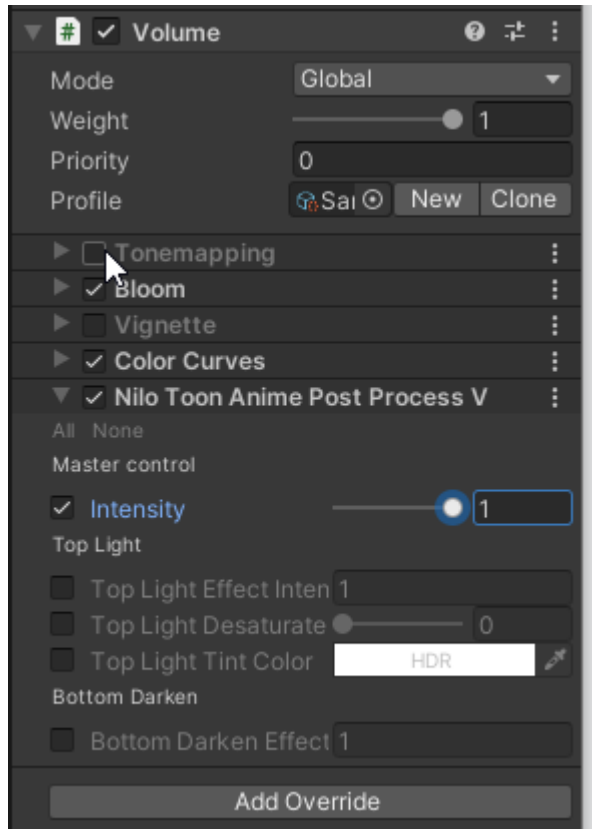 # Volume
Mode Global
Weight 1
Priority 0
Profile Sai New Clone
Tonemapping
Bloom
Vignette
Color Curves
Nilo Toon Anime Post Process V
All None
Master control
Intensity 1
Top Light
Top Light Effect Inten 1
Top Light Desaturate 0
Top Light Tint Color HDR
Bottom Darken
Bottom Darken Effect 1
Add Override